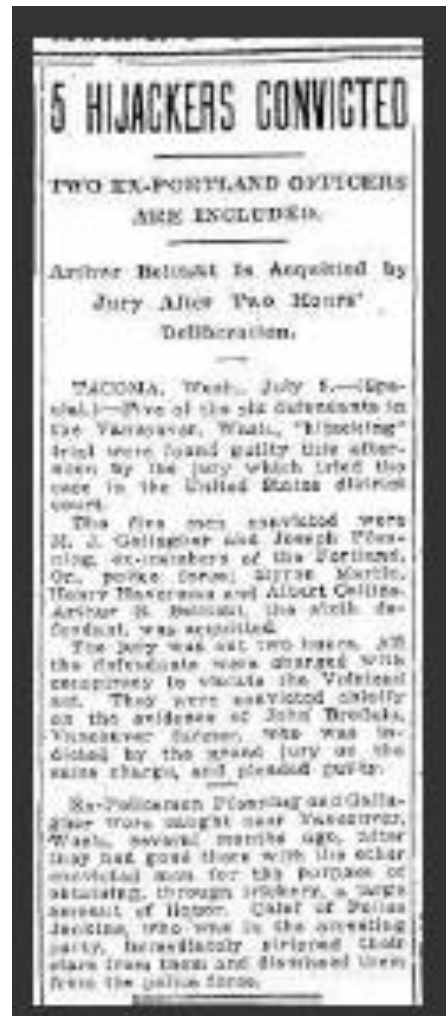 5 HIJACKERS CONVICTED
TWO EX-PORTLAND OFFICERS
ARE INCLUDED.
Arthur Is Acquitted by
Jury After Two Hours'
Deliberation.
TACOMA, Wash., July —(Spe-
cial.)—Five of the six defendants in
the Vancouver, Wash., "hijacking"
trial were found guilty this after-
noon by the jury which tried the
case in the United States district
court.
The five men convicted were
M. J. Gallagher and Joseph
ex-members of the Portland,
Or., police force;
Henry and Albert Collins.
Arthur the sixth de-
fendant, was acquitted.
The jury was out two hours. All
the defendants were charged with
conspiracy to violate the Volstead
act. They were convicted chiefly
on the evidence of John
Vancouver farmer, who was in-
dicted by the grand jury on the
same charge, and pleaded guilty.
Ex-Policemen and Galla-
gher were caught near Vancouver,
Wash., several months ago, after
they had gone there with the other
convicted men for the purpose of
obtaining, through trickery, a large
amount of liquor. Chief of Police
Jenkins, who was in the arresting
party, immediately stripped their
stars from them and dismissed them
from the police force.